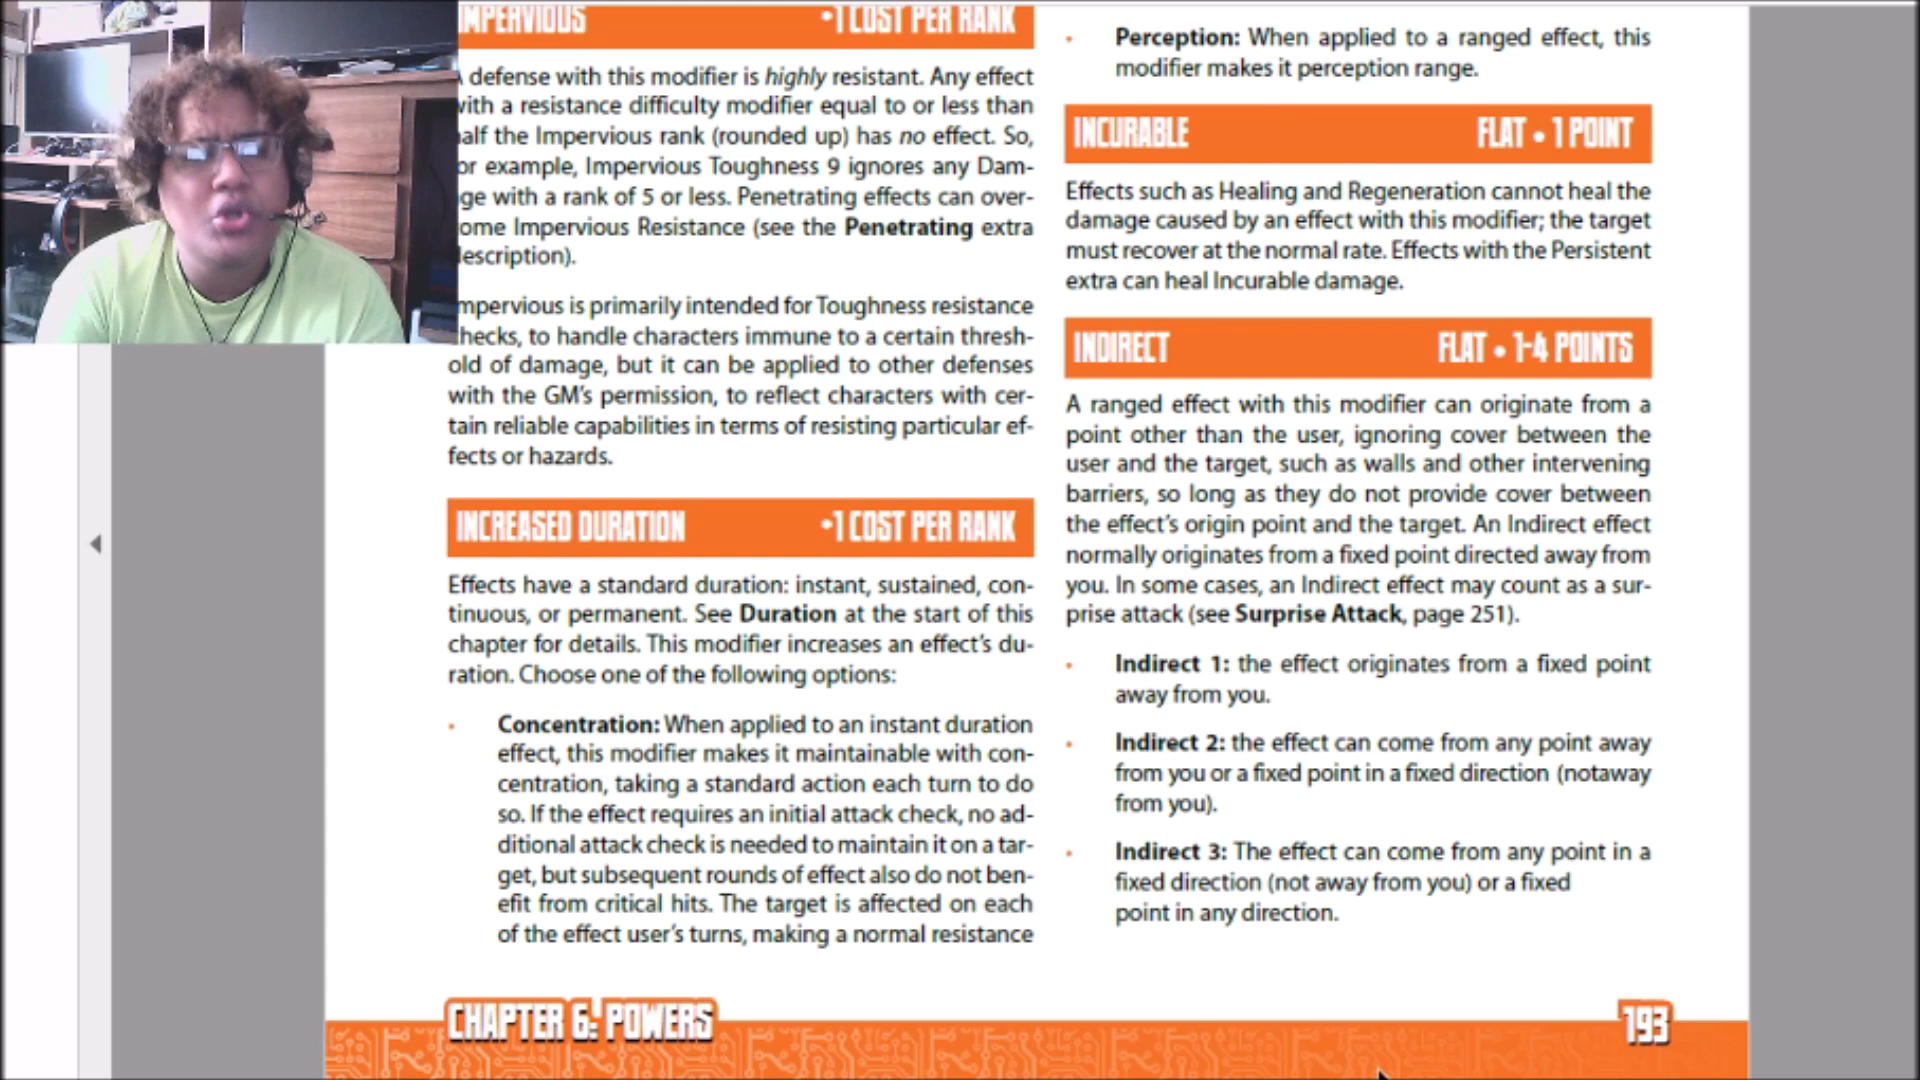 IMPERVIOUS •1 COST PER RANK
A defense with this modifier is highly resistant. Any effect
with a resistance difficulty modifier equal to or less than
half the Impervious rank (rounded up) has no effect. So,
for example, Impervious Toughness 9 ignores any Dam-
age with a rank of 5 or less. Penetrating effects can over-
come Impervious Resistance (see the Penetrating extra
description).
Impervious is primarily intended for Toughness resistance
checks, to handle characters immune to a certain thresh-
old of damage, but it can be applied to other defenses
with the GM's permission, to reflect characters with cer-
tain reliable capabilities in terms of resisting particular ef-
fects or hazards.
INCREASED DURATION •1 COST PER RANK
Effects have a standard duration: instant, sustained, con-
tinuous, or permanent. See Duration at the start of this
chapter for details. This modifier increases an effect's du-
ration. Choose one of the following options:
• Concentration: When applied to an instant duration
effect, this modifier makes it maintainable with con-
centration, taking a standard action each turn to do
so. If the effect requires an initial attack check, no ad-
ditional attack check is needed to maintain it on a tar-
get, but subsequent rounds of effect also do not ben-
efit from critical hits. The target is affected on each
of the effect user's turns, making a normal resistance
• Perception: When applied to a ranged effect, this
modifier makes it perception range.
INCURABLE FLAT • 1 POINT
Effects such as Healing and Regeneration cannot heal the
damage caused by an effect with this modifier; the target
must recover at the normal rate. Effects with the Persistent
extra can heal Incurable damage.
INDIRECT FLAT • 1-4 POINTS
A ranged effect with this modifier can originate from a
point other than the user, ignoring cover between the
user and the target, such as walls and other intervening
barriers, so long as they do not provide cover between
the effect's origin point and the target. An Indirect effect
normally originates from a fixed point directed away from
you. In some cases, an Indirect effect may count as a sur-
prise attack (see Surprise Attack, page 251).
• Indirect 1: the effect originates from a fixed point
away from you.
• Indirect 2: the effect can come from any point away
from you or a fixed point in a fixed direction (notaway
from you).
• Indirect 3: The effect can come from any point in a
fixed direction (not away from you) or a fixed
point in any direction.
CHAPTER 6: POWERS 193